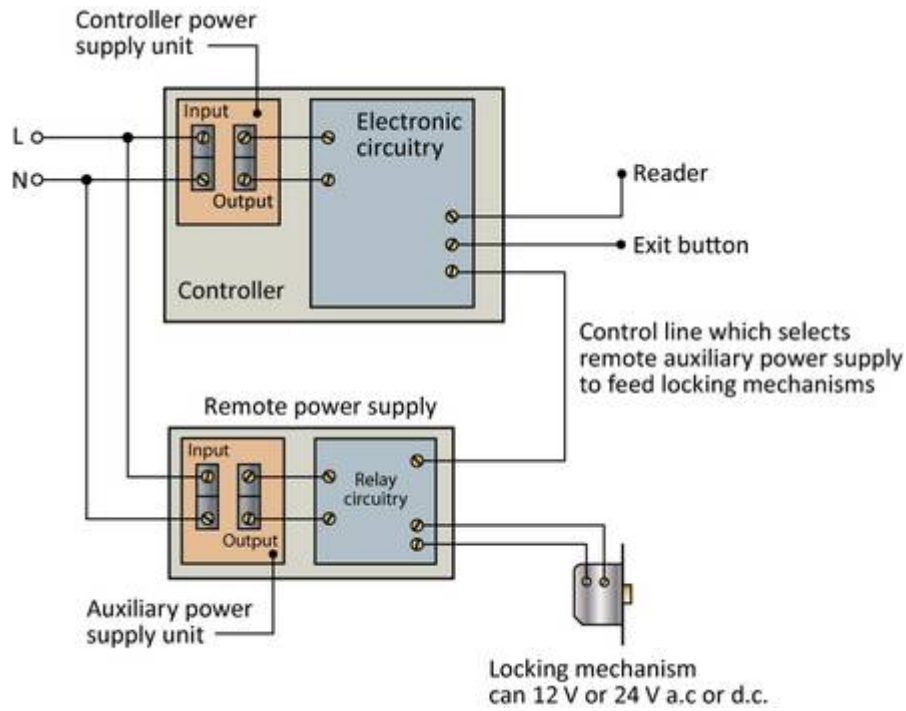 Controller power
supply unit
Input
Output
Electronic
circuitry
L
N
Reader
Exit button
Controller
Control line which selects
remote auxiliary power supply
to feed locking mechanisms
Remote power supply
Input
Output
Relay
circuitry
Auxiliary power
supply unit
Locking mechanism
can 12 V or 24 V a.c or d.c.